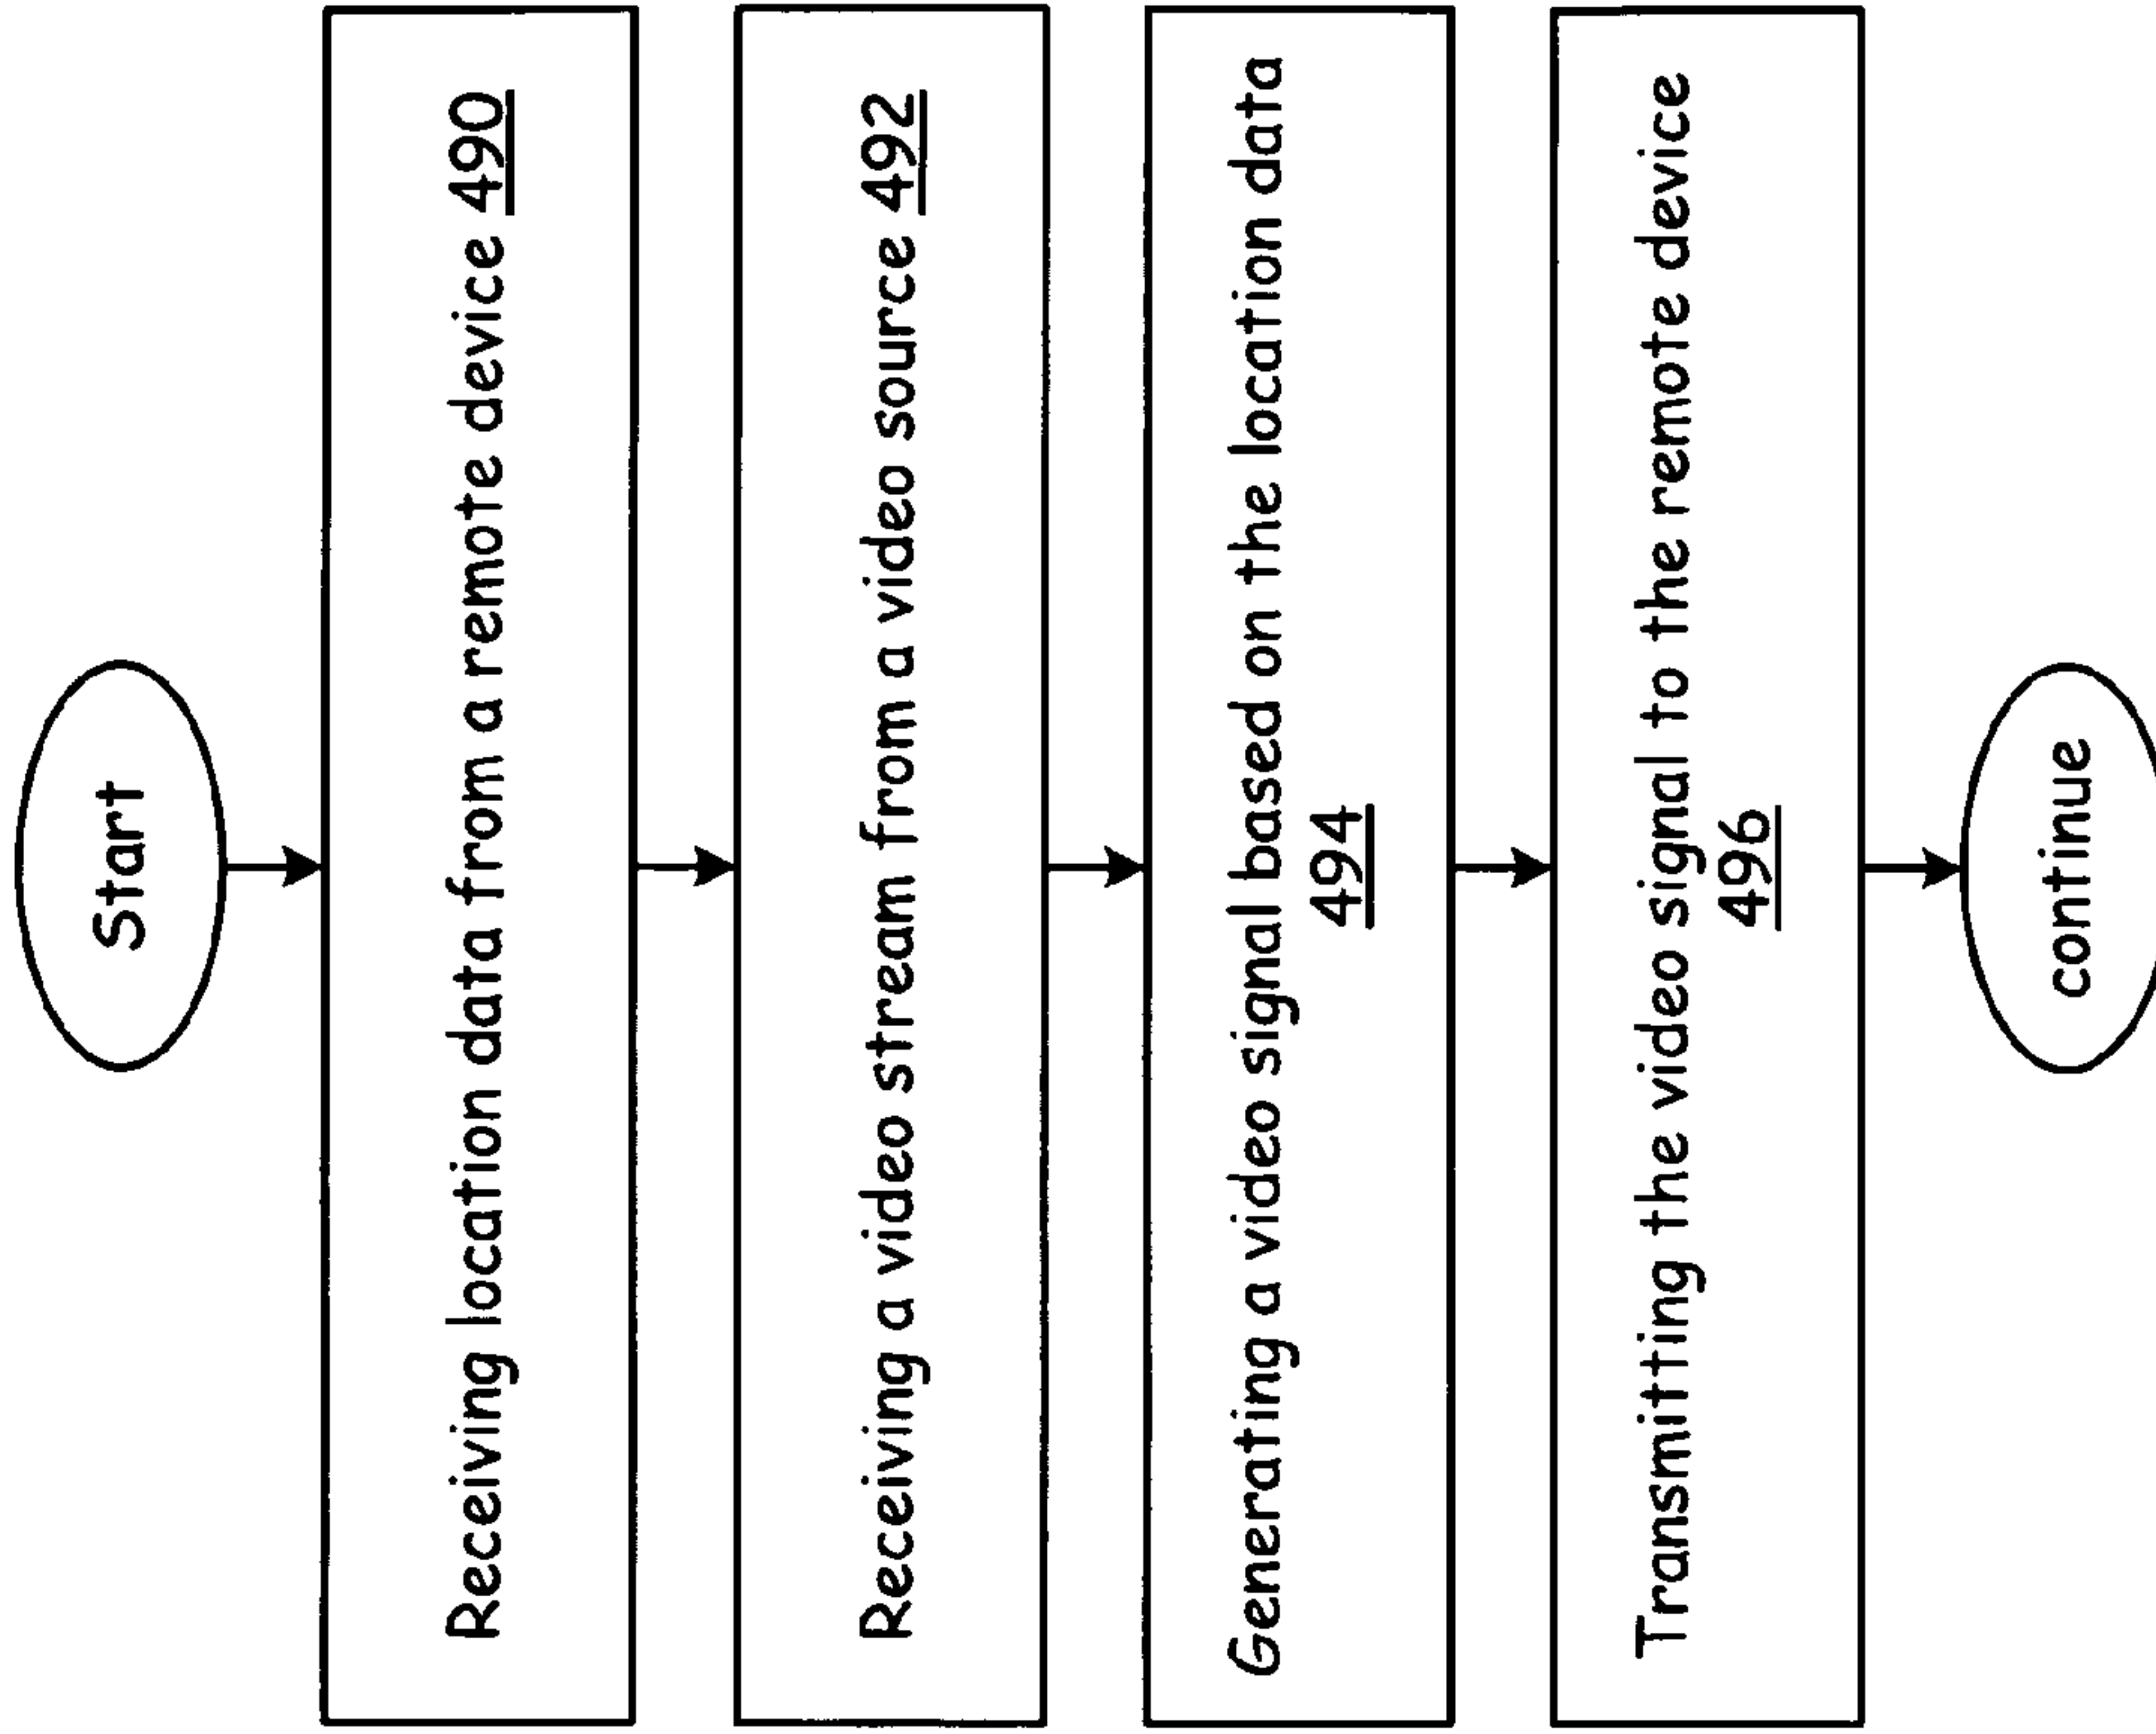 Start
Receiving location data from a remote device 490
Receiving a video stream from a video source 492
Generating a video signal based on the location data
494
Transmitting the video signal to the remote device
496
continue